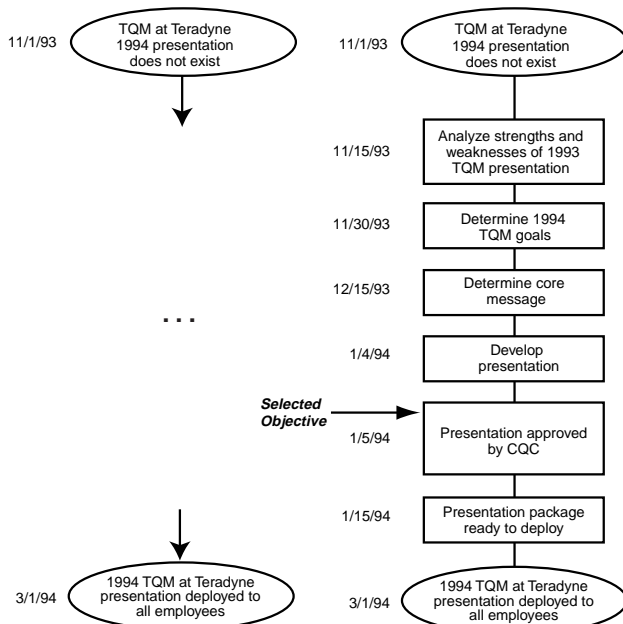 11/1/93
TQM at Teradyne
1994 presentation
does not exist
...
3/1/94
1994 TQM at Teradyne
presentation deployed to
all employees
11/1/93
TQM at Teradyne
1994 presentation
does not exist
11/15/93
Analyze strengths and
weaknesses of 1993
TQM presentation
11/30/93
Determine 1994
TQM goals
12/15/93
Determine core
message
1/4/94
Develop
presentation
Selected
Objective
1/5/94
Presentation approved
by CQC
1/15/94
Presentation package
ready to deploy
3/1/94
1994 TQM at Teradyne
presentation deployed to
all employees